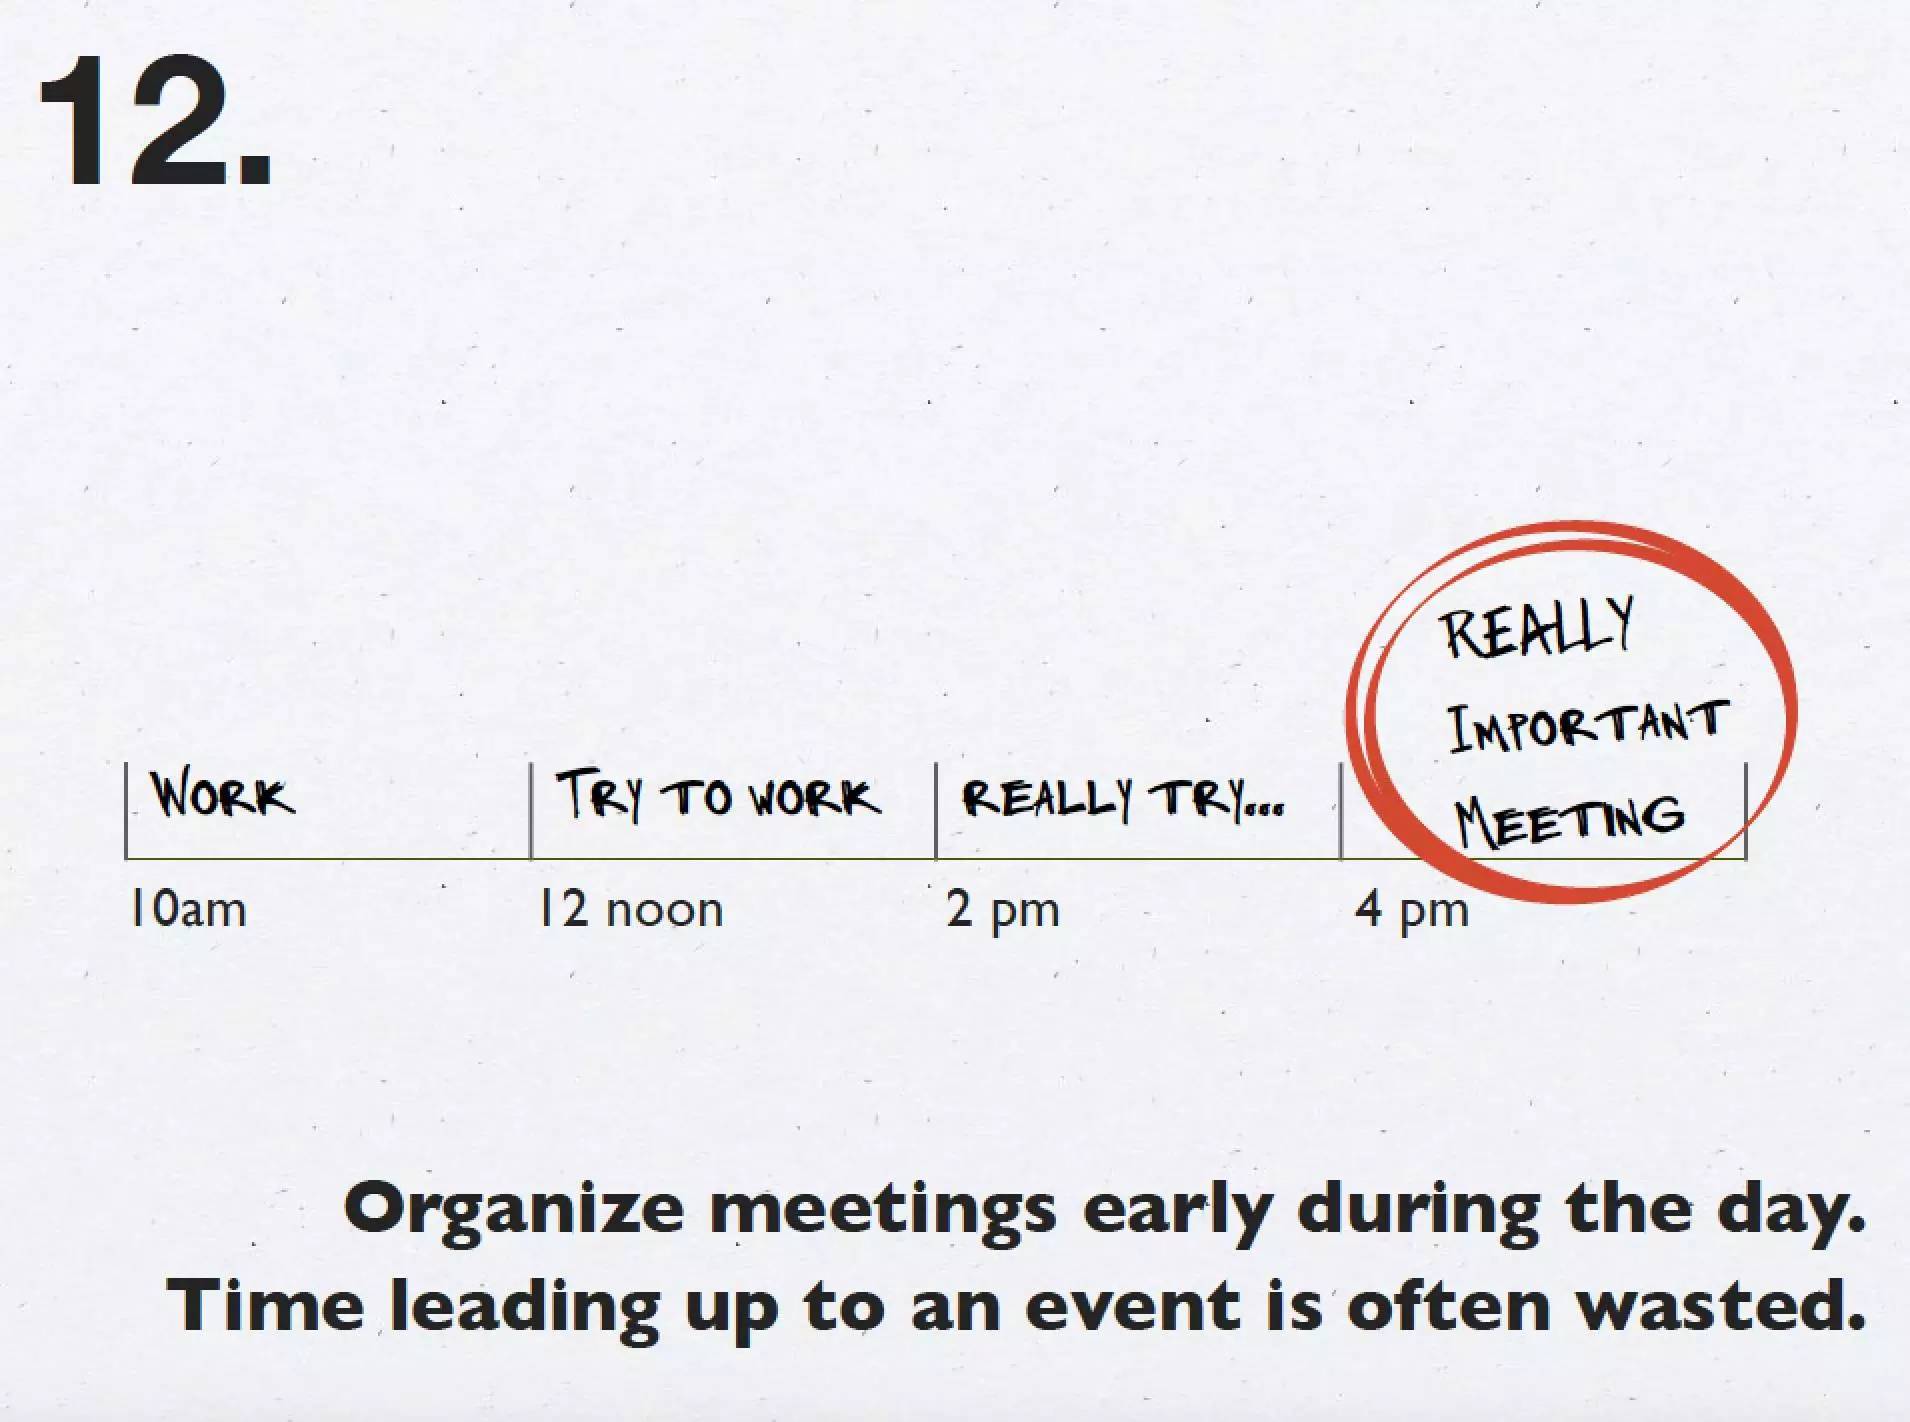 12.
REALLY
IMPORTANT
MEETING
WORK TRY TO WORK REALLY TRY...
10am 12 noon 2 pm 4 pm
Organize meetings early during the day.
Time leading up to an event is often wasted.